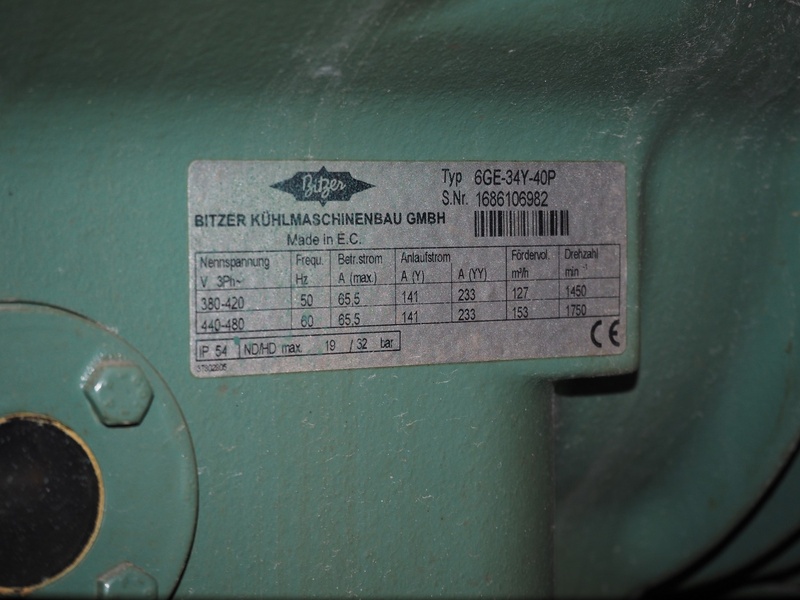 Bitzer
Typ 6GE-34Y-40P
S.Nr. 1686106982
BITZER KÜHLMASCHINENBAU GMBH
Made in E.C.
Nennspannung Frequ. Betr.strom Anlaufstrom Fördervol. Drehzahl
V 3Ph~ Hz A (max.) A (Y) A (YY) m³/h min⁻¹
380-420 50 65,5 141 233 127 1450
440-480 60 65,5 141 233 153 1750
IP 54 ND/HD max. 19 / 32 bar
CE